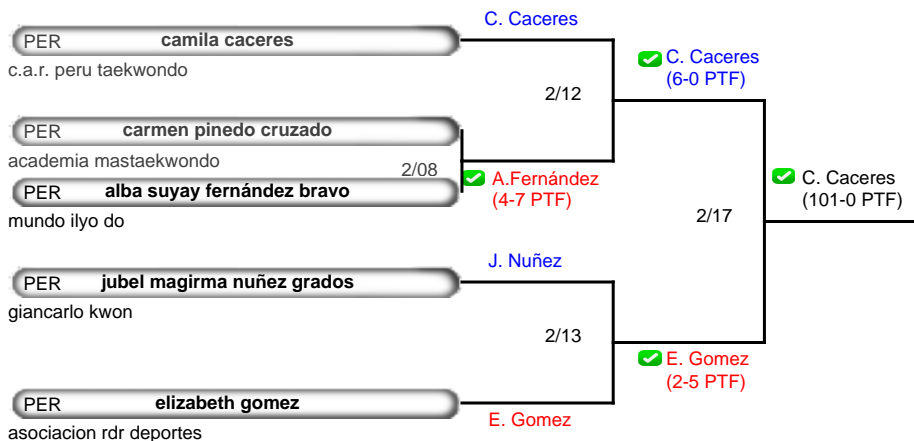 C. Caceres
PER camila caceres
c.a.r. peru taekwondo
C. Caceres
(6-0 PTF)
2/12
PER carmen pinedo cruzado
academia mastaekwondo
2/08
A.Fernández
(4-7 PTF)
PER alba suyay fernández bravo
mundo ilyo do
C. Caceres
(101-0 PTF)
2/17
J. Nuñez
PER jubel magirma nuñez grados
giancarlo kwon
2/13
E. Gomez
(2-5 PTF)
PER elizabeth gomez
E. Gomez
asociacion rdr deportes